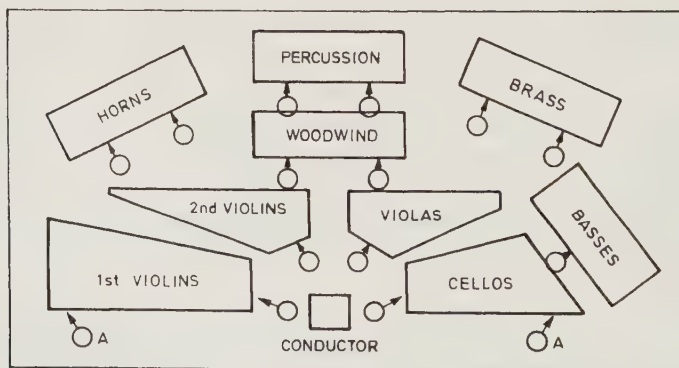 PERCUSSION
HORNS
BRASS
WOODWIND
2nd VIOLINS
VIOLAS
BASSES
1st VIOLINS
CELLOS
A
CONDUCTOR
A